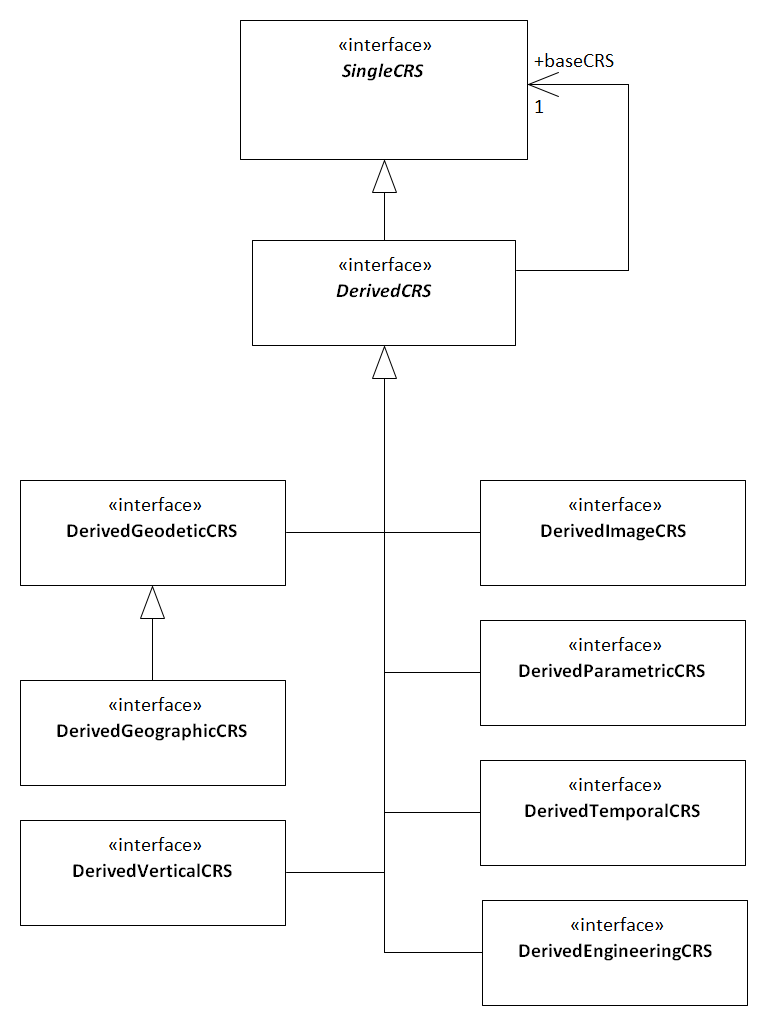 «interface»
SingleCRS
+baseCRS
1
«interface»
DerivedCRS
«interface»
DerivedGeodeticCRS
«interface»
DerivedImageCRS
«interface»
DerivedParametricCRS
«interface»
DerivedGeographicCRS
«interface»
DerivedTemporalCRS
«interface»
DerivedVerticalCRS
«interface»
DerivedEngineeringCRS